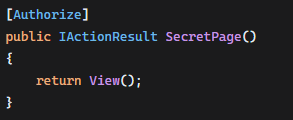 [Authorize]
public IActionResult SecretPage()
{
    return View();
}